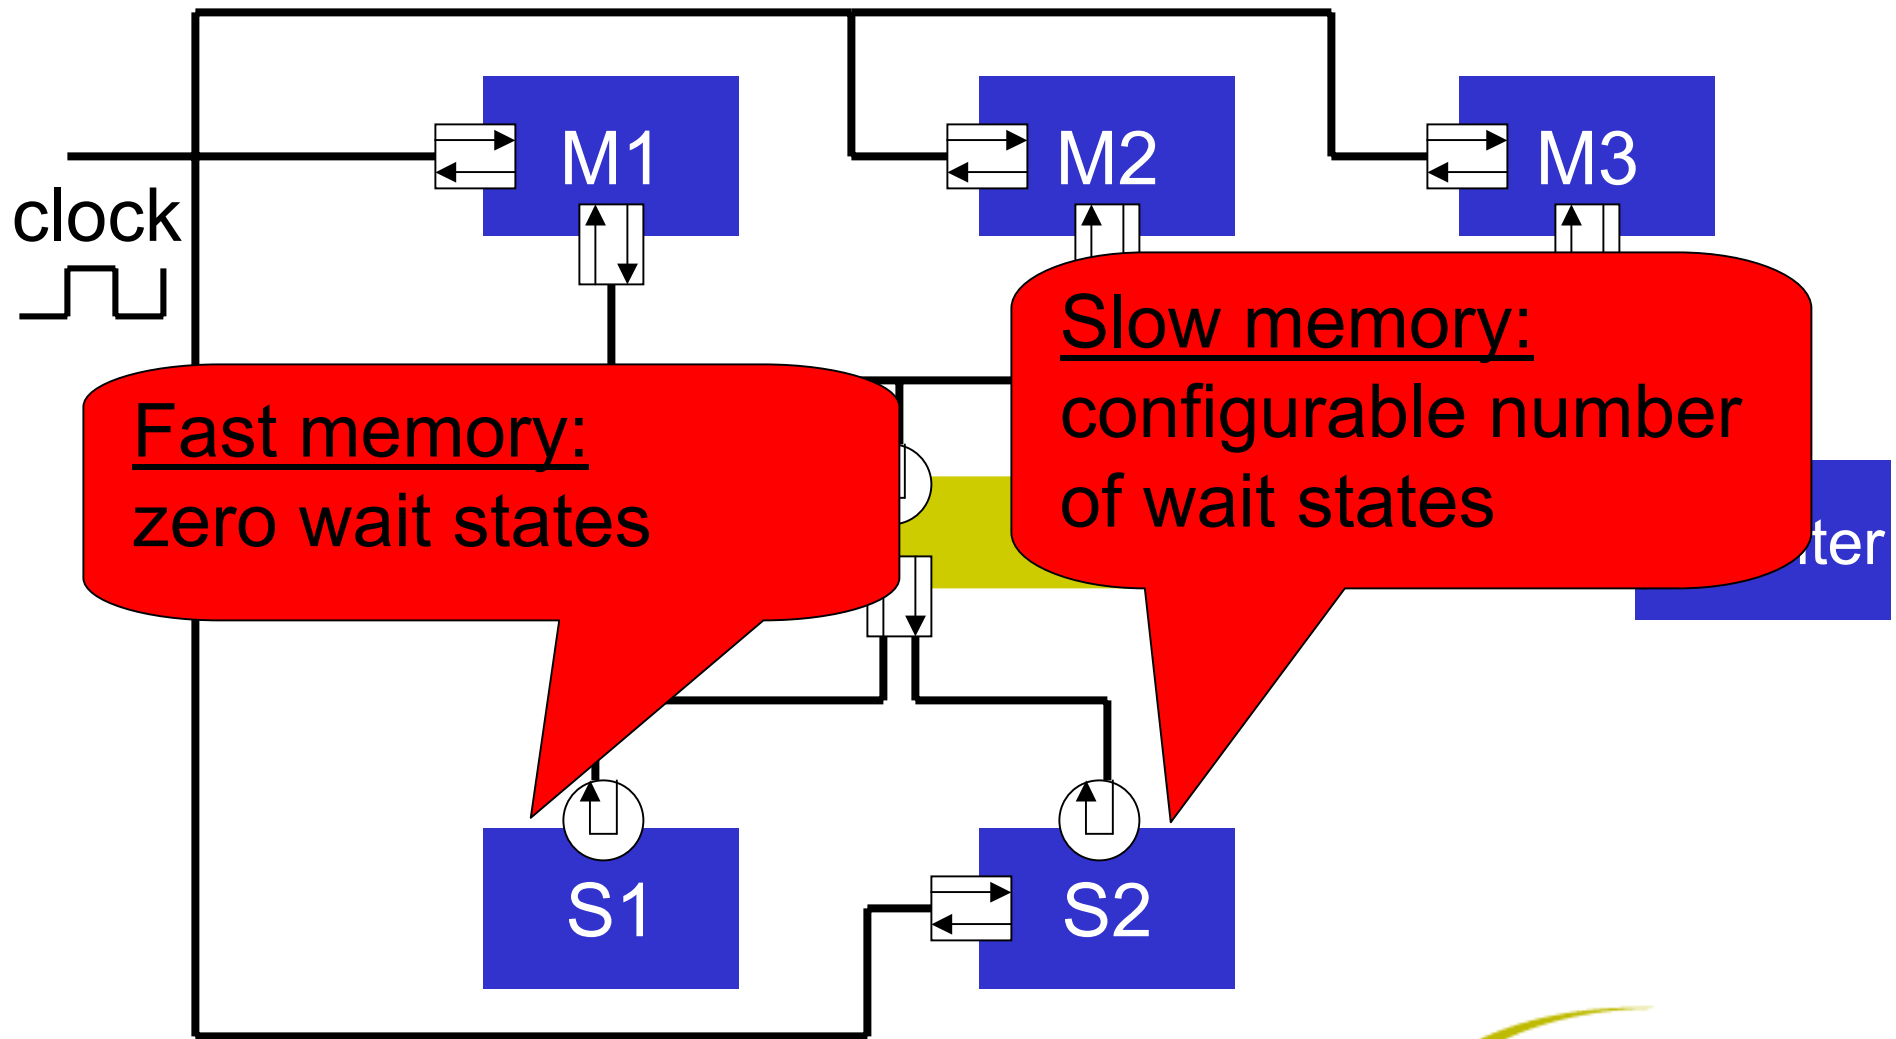 M1
M2
M3
clock
Slow memory:
configurable number
of wait states
Fast memory:
zero wait states
S1
S2